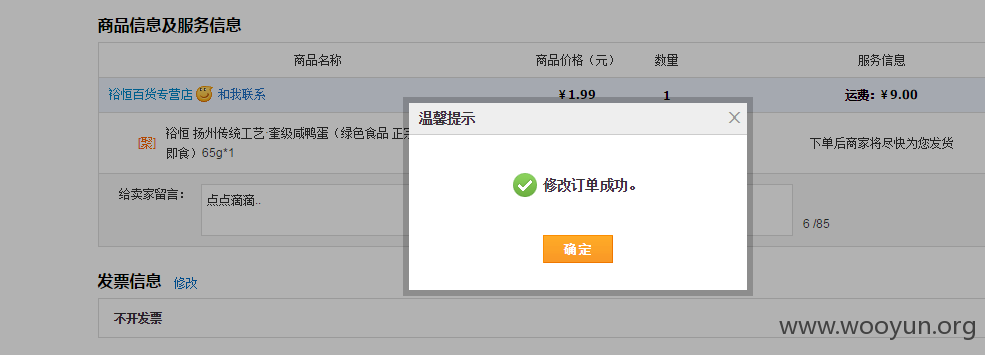 商品信息及服务信息
商品名称 商品价格（元） 数量 服务信息
裕恒百货专营店 和我联系 ¥1.99 1 运费：¥9.00
温馨提示
[聚] 裕恒 扬州传统工艺·奎级咸鸭蛋（绿色食品 正宗
即食）65g*1
下单后商家将尽快为您发货
给卖家留言：
点点滴滴..
修改订单成功。
6 /85
确定
发票信息 修改
不开发票
www.wooyun.org